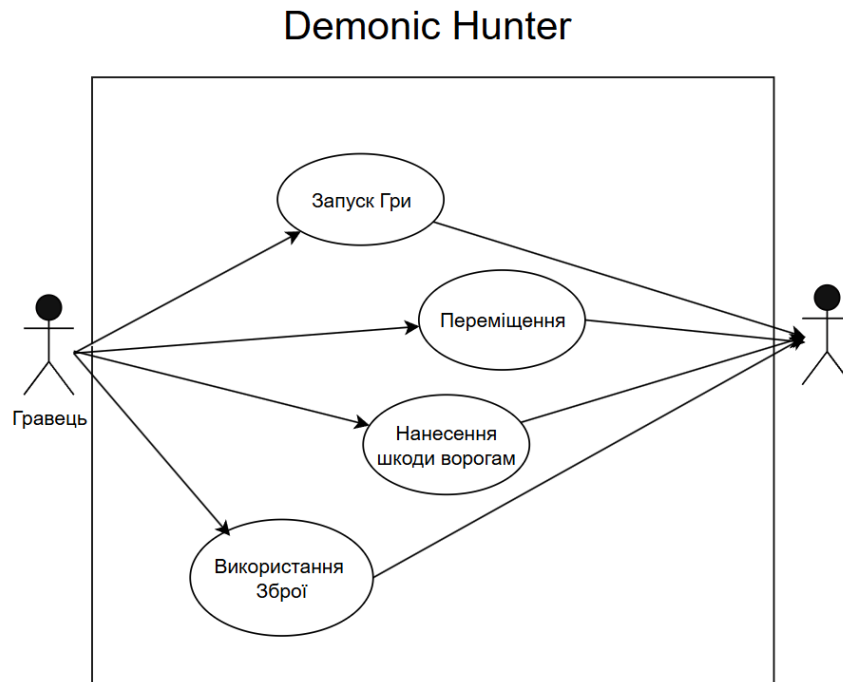 Demonic Hunter
Запуск Гри
Переміщення
Гравець
Нанесення
шкоди ворогам
Використання
Зброї